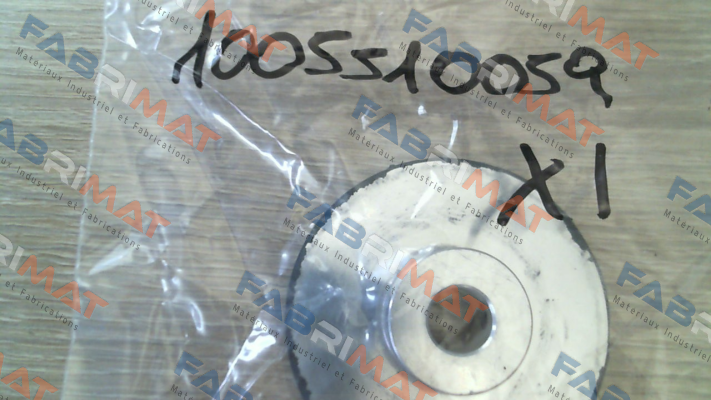 1005510059
X1
FABRIMAT
Materiaux Industriel et Fabrications